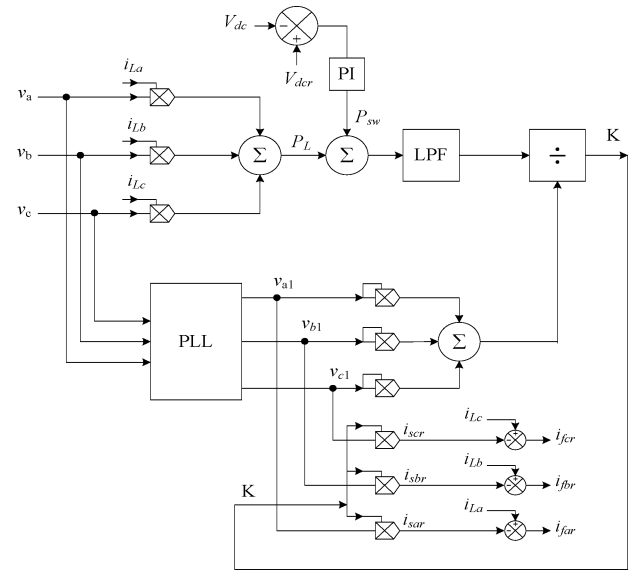 V_dc
−
+
V_dcr
PI
P_sw
i_La
v_a
i_Lb
v_b
Σ
P_L
Σ
LPF
÷
K
i_Lc
v_c
PLL
v_a1
v_b1
Σ
v_c1
i_scr
i_Lc
+
−
i_fcr
K
i_sbr
i_Lb
+
−
i_fbr
i_sar
i_La
+
−
i_far